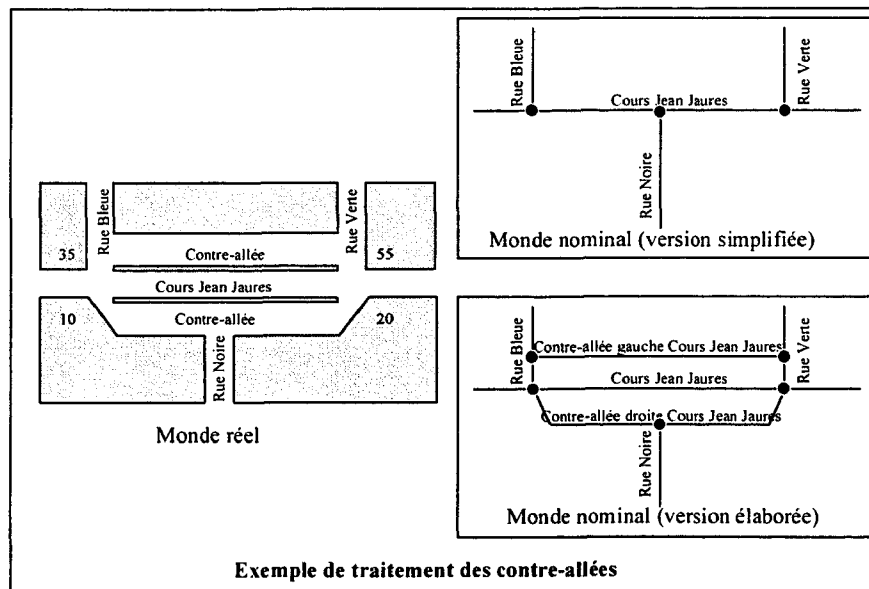 Rue Bleue
Rue Verte
35
55
Contre-allée
Cours Jean Jaures
10
Contre-allée
20
Rue Noire
Monde réel
Rue Bleue
Rue Verte
Cours Jean Jaures
Rue Noire
Monde nominal (version simplifiée)
Rue Bleue
Rue Verte
Contre-allée gauche Cours Jean Jaures
Cours Jean Jaures
Contre-allée droite Cours Jean Jaures
Rue Noire
Monde nominal (version élaborée)
Exemple de traitement des contre-allées